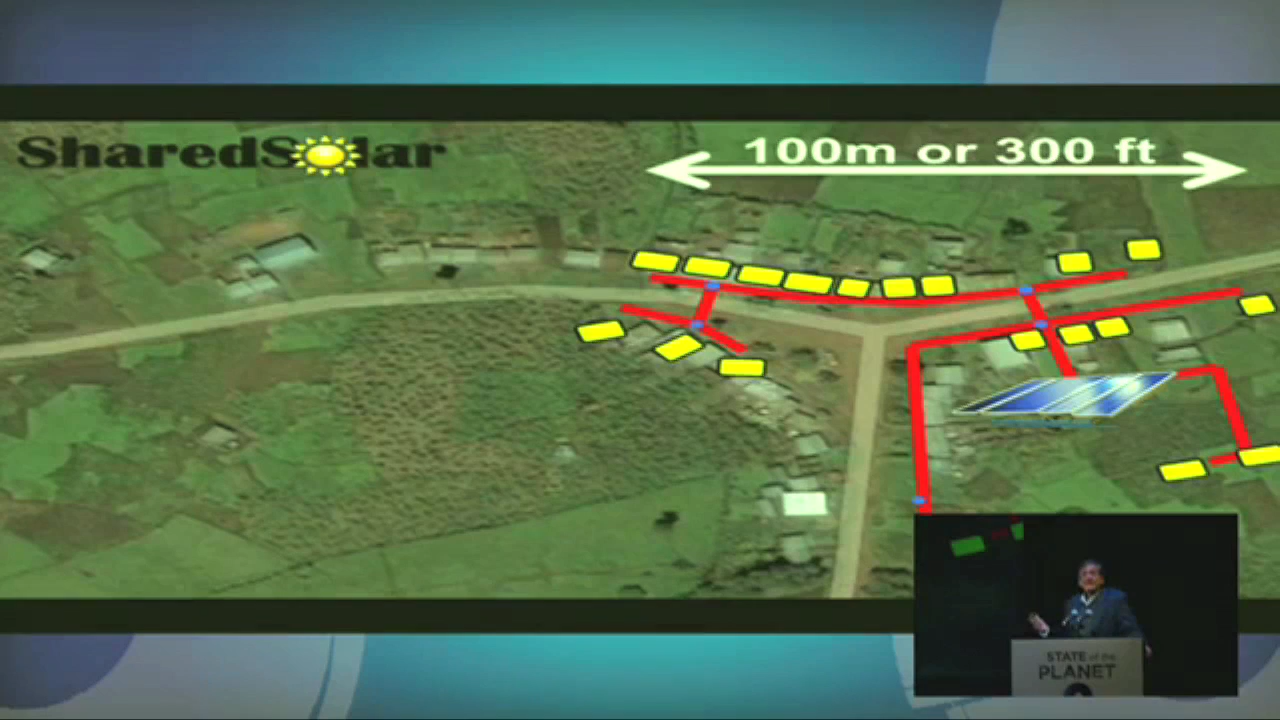 SharedSolar
100m or 300 ft
STATE of the
PLANET